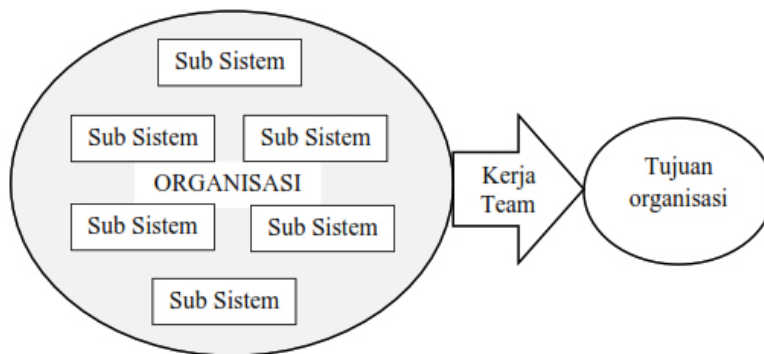 Sub Sistem
Sub Sistem
Sub Sistem
ORGANISASI
Sub Sistem
Sub Sistem
Sub Sistem
Kerja
Team
Tujuan
organisasi